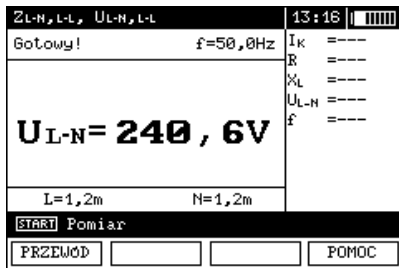 ZL-N,L-L, UL-N,L-L 13:16
Gotowy! f=50,0Hz
UL-N= 240,6V
L=1,2m N=1,2m
IK =---
R =---
XL =---
UL-N =---
f =---
START Pomiar
PRZEWÓD POMOC